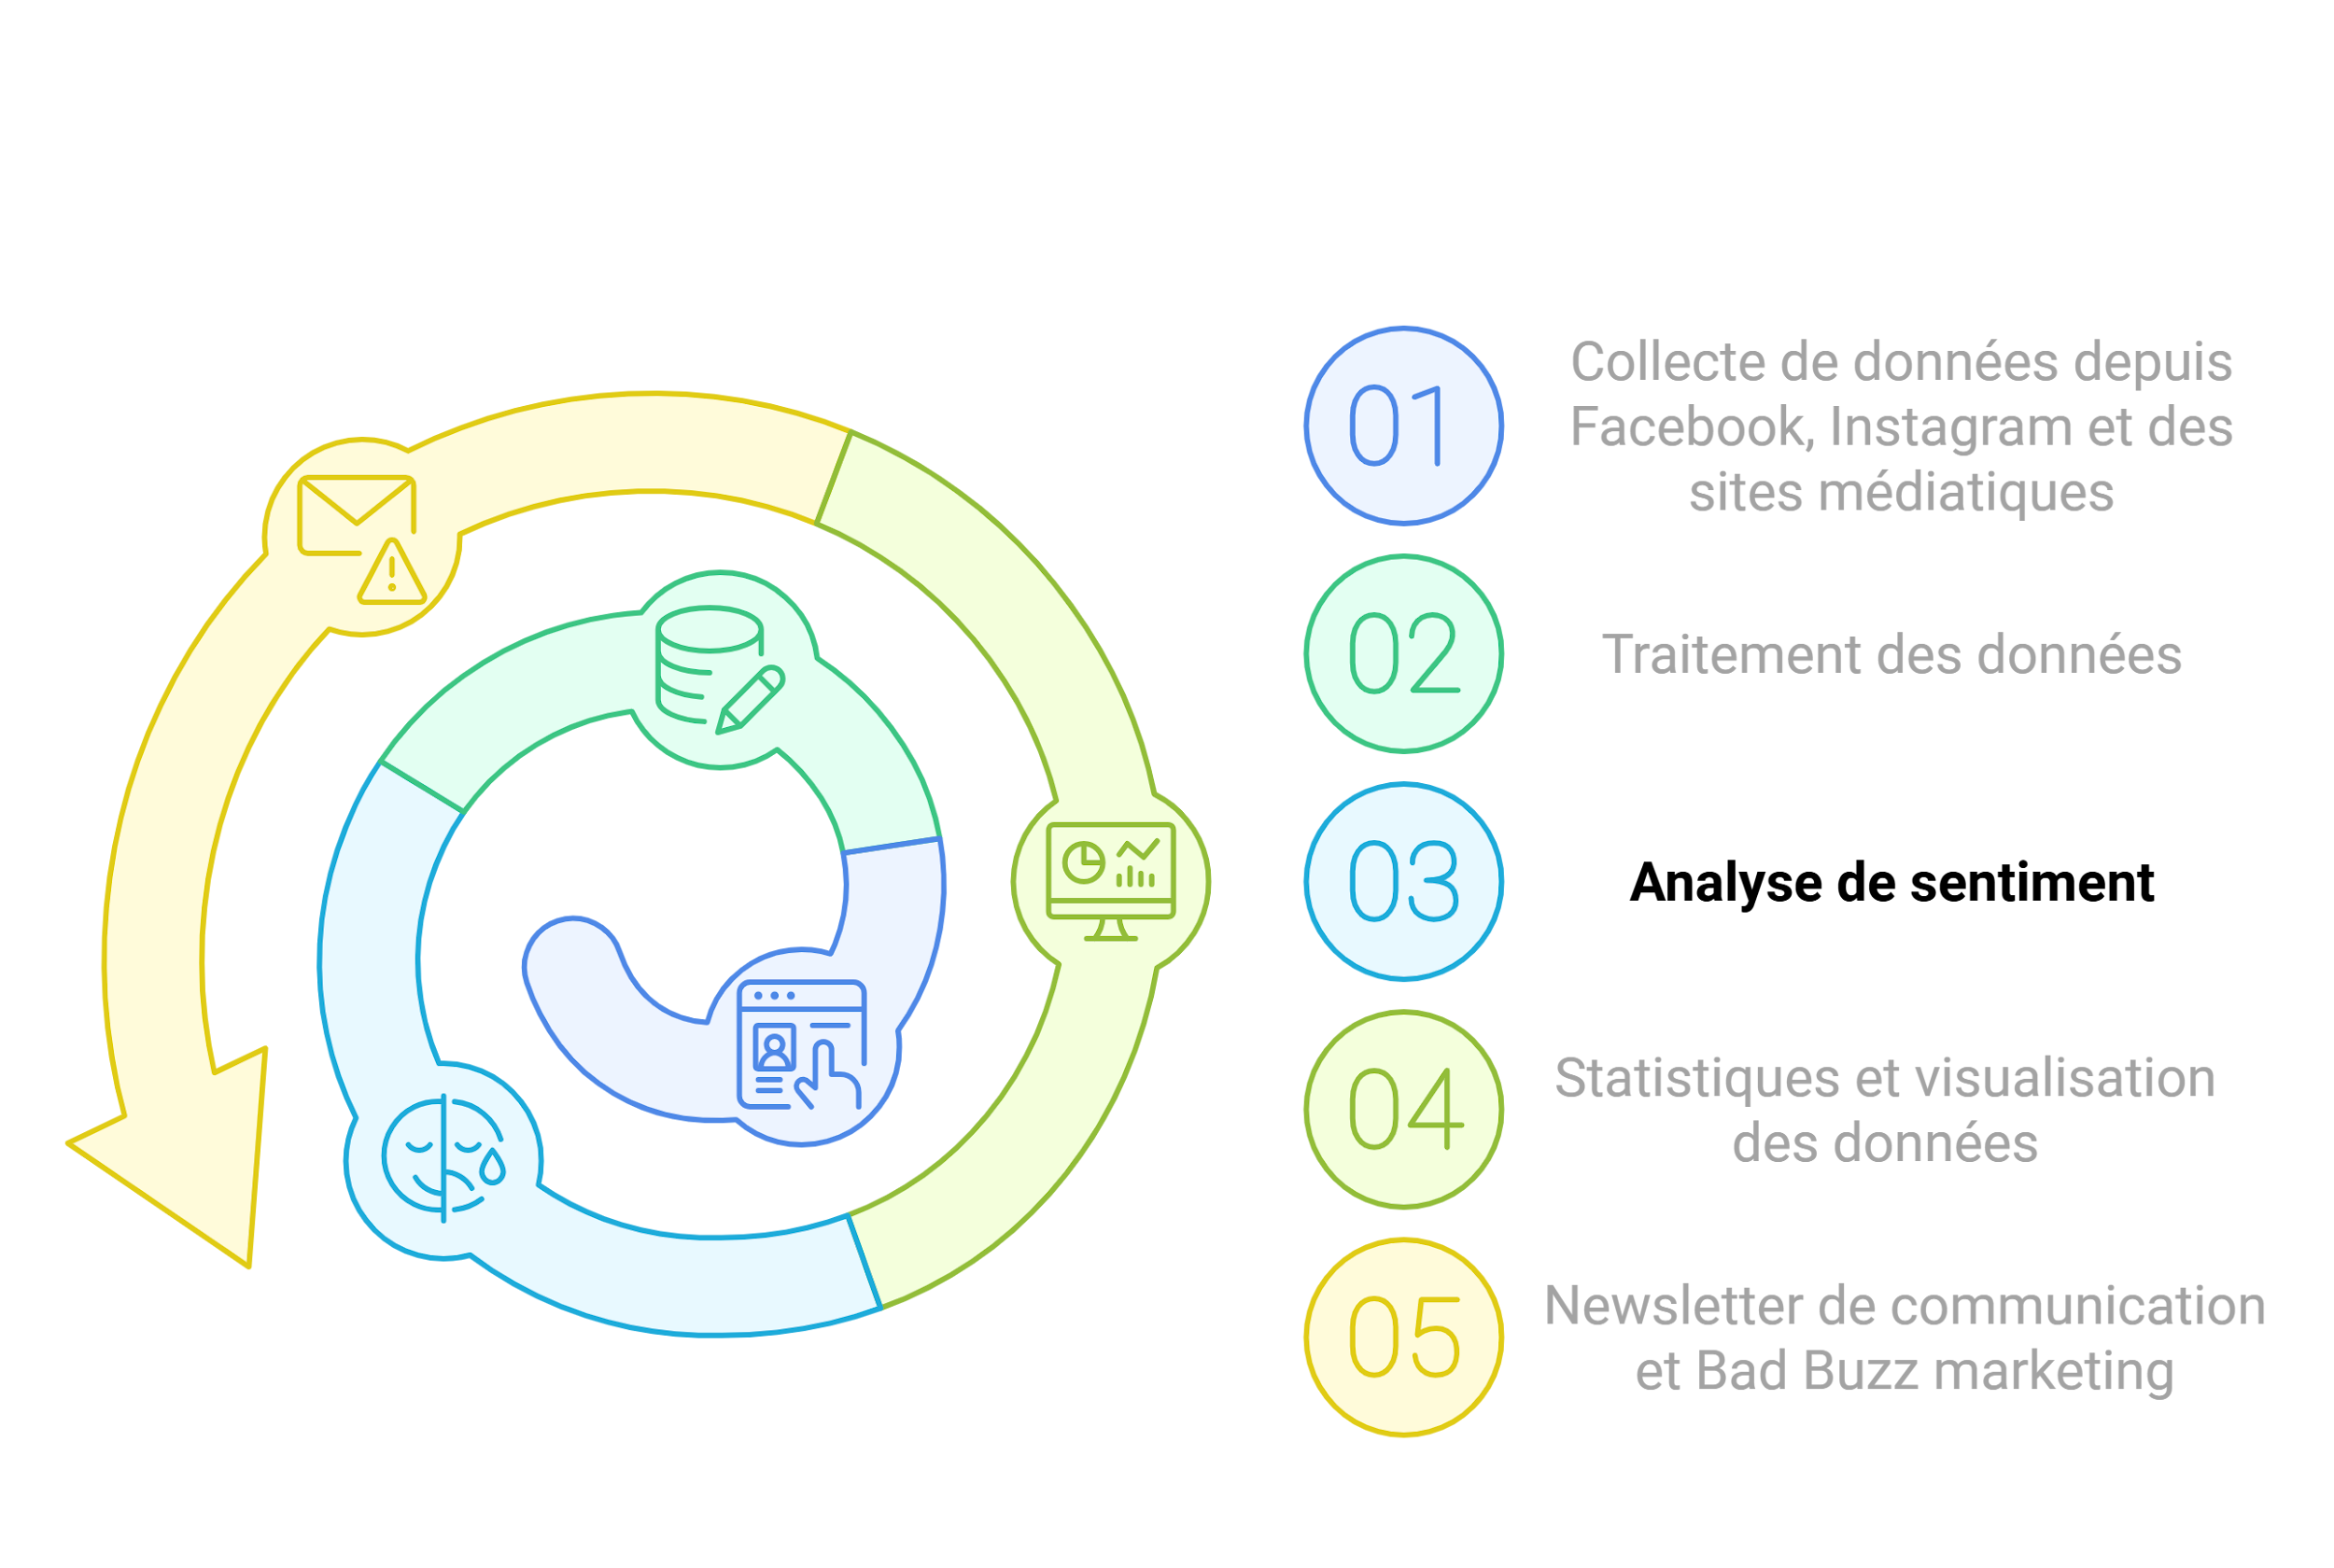 01
Collecte de données depuis
Facebook, Instagram et des
sites médiatiques
02
Traitement des données
03
Analyse de sentiment
04
Statistiques et visualisation
des données
05
Newsletter de communication
et Bad Buzz marketing